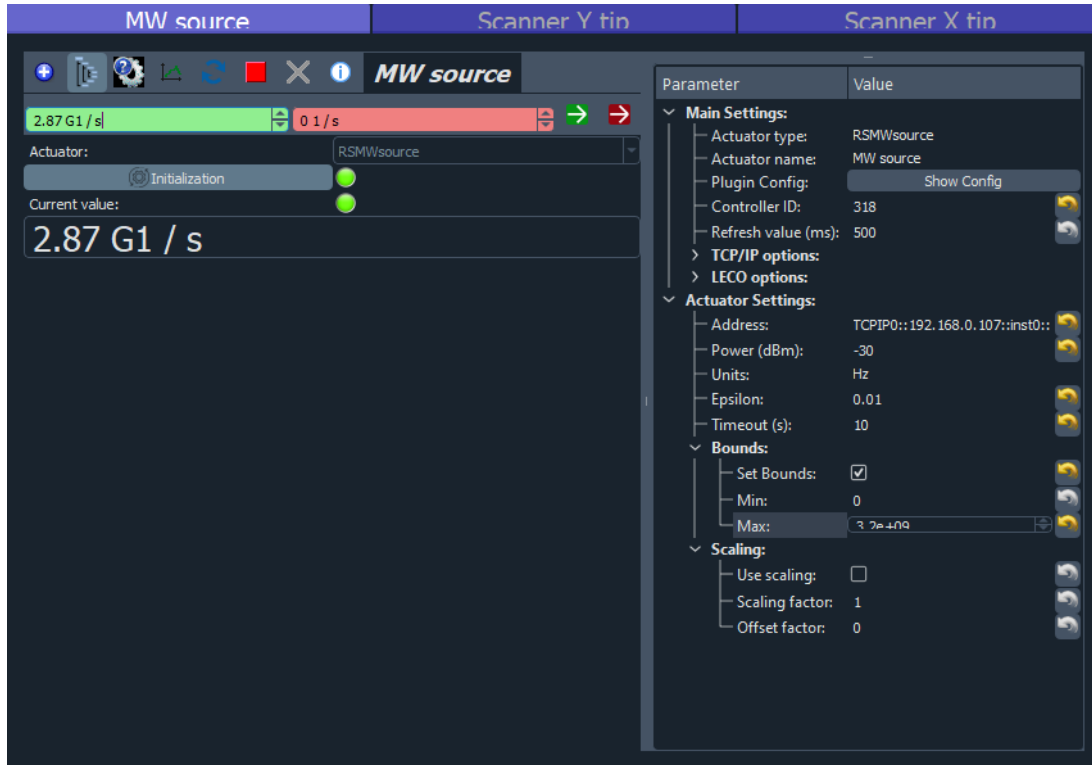 MW source
Scanner Y tip
Scanner X tip
MW source
2.87 G1 / s
0 1 / s
Actuator:
RSMWsource
Initialization
Current value:
2.87 G1 / s
Parameter Value
Main Settings:
Actuator type: RSMWsource
Actuator name: MW source
Plugin Config: Show Config
Controller ID: 318
Refresh value (ms): 500
TCP/IP options:
LECO options:
Actuator Settings:
Address: TCPIP0::192.168.0.107::inst0::
Power (dBm): -30
Units: Hz
Epsilon: 0.01
Timeout (s): 10
Bounds:
Set Bounds:
Min: 0
Max: 3.2e+09
Scaling:
Use scaling:
Scaling factor: 1
Offset factor: 0